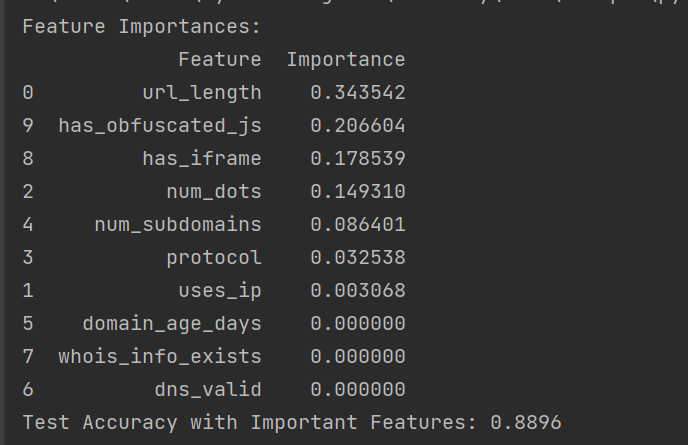 Feature Importances:
Feature Importance
0 url_length 0.343542
9 has_obfuscated_js 0.206604
8 has_iframe 0.178539
2 num_dots 0.149310
4 num_subdomains 0.086401
3 protocol 0.032538
1 uses_ip 0.003068
5 domain_age_days 0.000000
7 whois_info_exists 0.000000
6 dns_valid 0.000000
Test Accuracy with Important Features: 0.8896